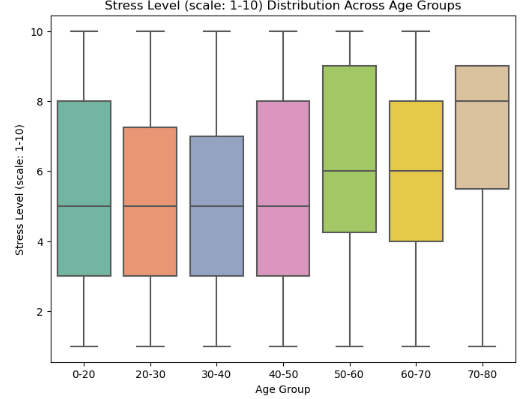 Stress Level (scale: 1-10) Distribution Across Age Groups
10
8
6
4
2
Stress Level (scale: 1-10)
0-20 20-30 30-40 40-50 50-60 60-70 70-80
Age Group